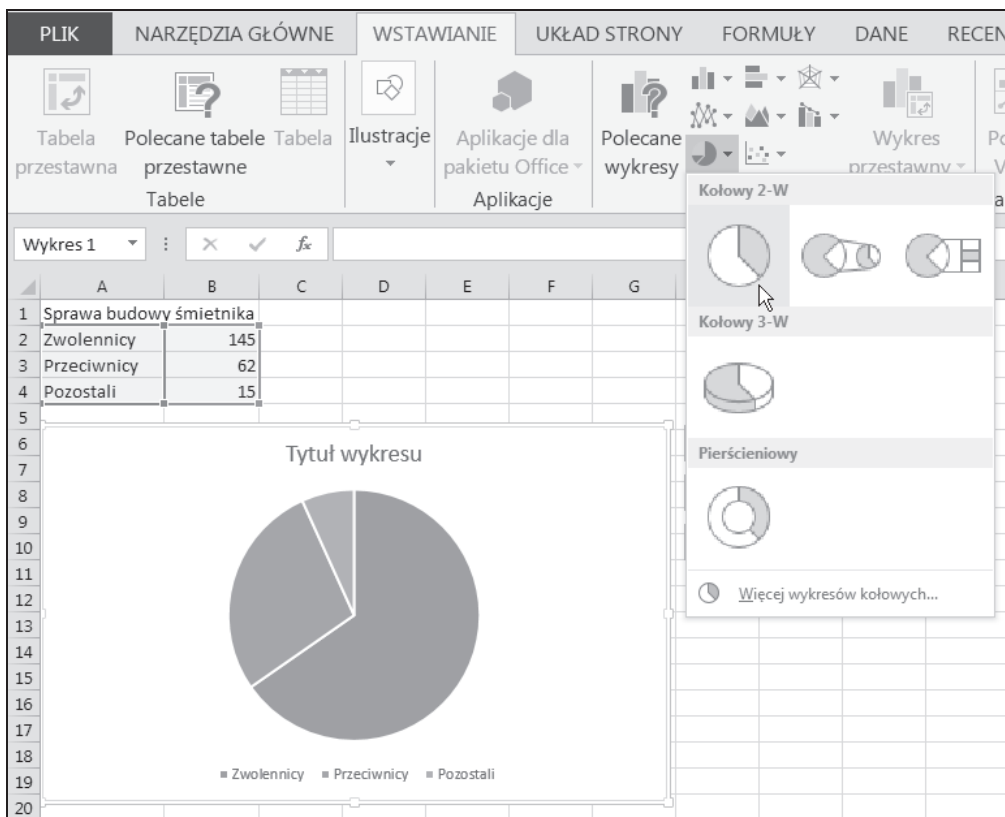 PLIK NARZĘDZIA GŁÓWNE WSTAWIANIE UKŁAD STRONY FORMUŁY DANE RECEN
Tabela przestawna
Polecane tabele przestawne
Tabela
Tabele
Ilustracje
Aplikacje dla pakietu Office
Aplikacje
Polecane wykresy
Wykres przestawny
Kołowy 2-W
Kołowy 3-W
Pierścieniowy
Więcej wykresów kołowych...
Wykres 1 fx
A B C D E F G
1 Sprawa budowy śmietnika
2 Zwolennicy 145
3 Przeciwnicy 62
4 Pozostali 15
5
6
7
8
9
10
11
12
13
14
15
16
17
18
19
20
Tytuł wykresu
Zwolennicy Przeciwnicy Pozostali